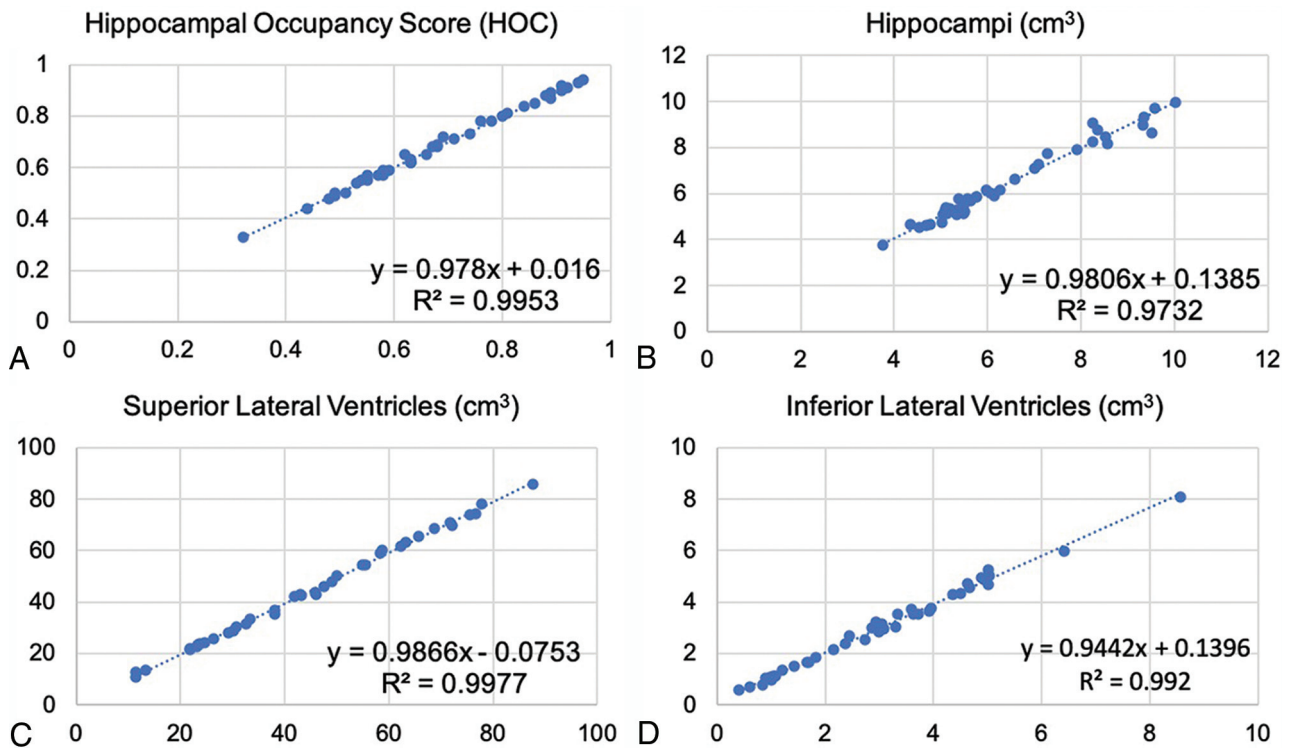 Hippocampal Occupancy Score (HOC)
1
0.8
0.6
0.4
0.2
0
y = 0.978x + 0.016
R² = 0.9953
0 0.2 0.4 0.6 0.8 1
A
Hippocampi (cm³)
12
10
8
6
4
2
0
y = 0.9806x + 0.1385
R² = 0.9732
0 2 4 6 8 10 12
B
Superior Lateral Ventricles (cm³)
100
80
60
40
20
0
y = 0.9866x - 0.0753
R² = 0.9977
0 20 40 60 80 100
C
Inferior Lateral Ventricles (cm³)
10
8
6
4
2
0
y = 0.9442x + 0.1396
R² = 0.992
0 2 4 6 8 10
D